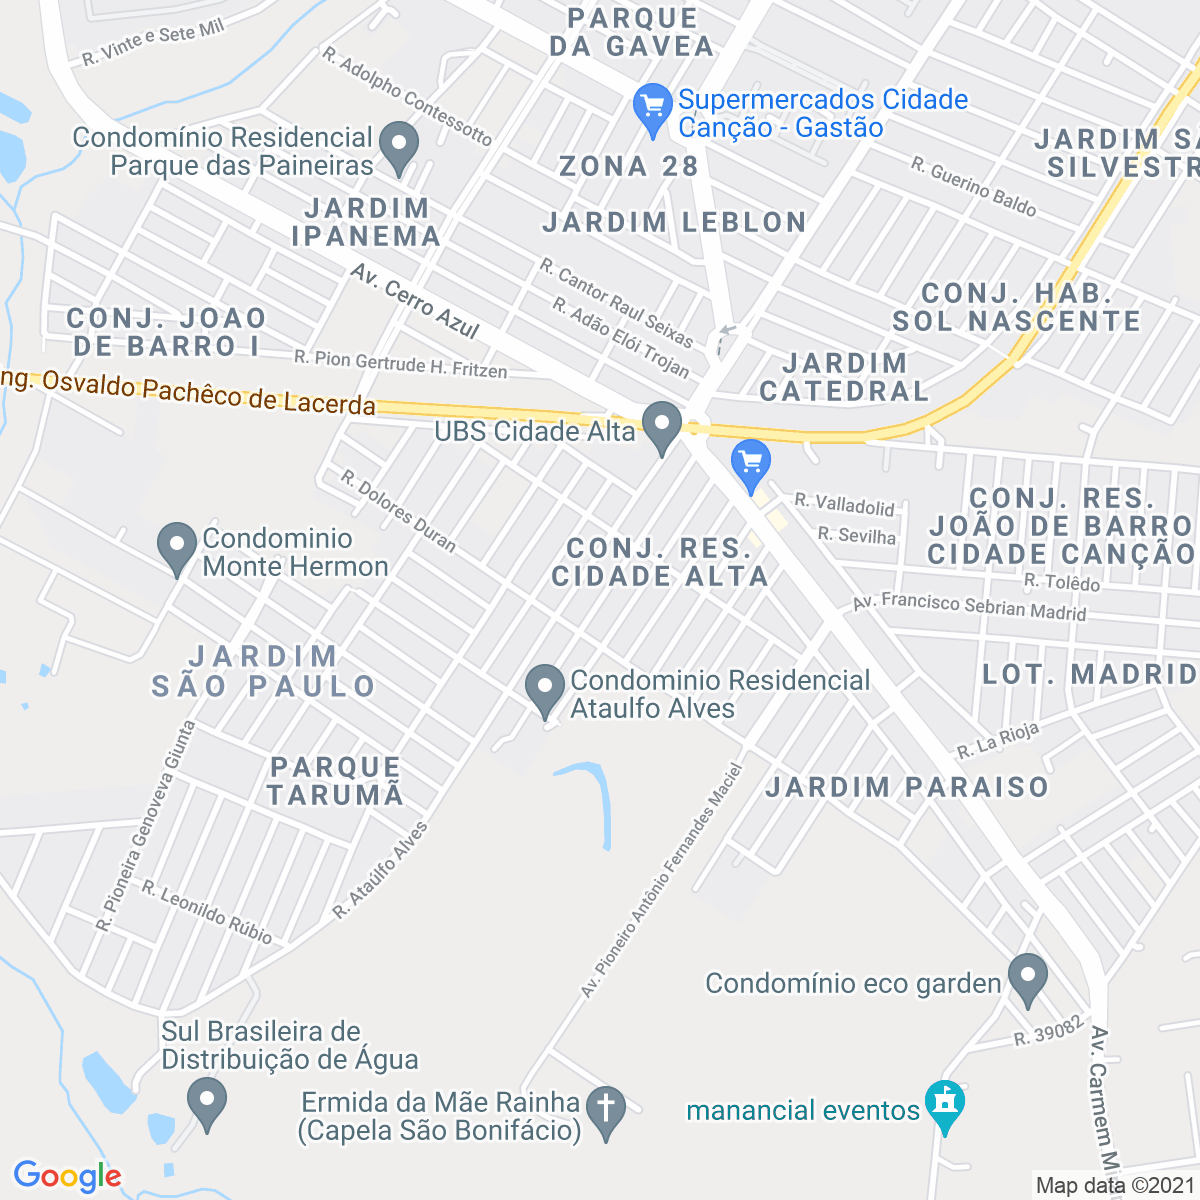 PARQUE
DA GAVEA
R. Vinte e Sete Mil
R. Adolpho Contessotto
Supermercados Cidade
Canção - Gastão
Condomínio Residencial
Parque das Paineiras
ZONA 28
JARDIM SA
SILVESTR
R. Guerino Baldo
JARDIM
IPANEMA
JARDIM LEBLON
Av. Cerro Azul
R. Cantor Raul Seixas
R. Adão Elói Trojan
CONJ. HAB.
SOL NASCENTE
CONJ. JOAO
DE BARRO I
R. Pion Gertrude H. Fritzen
JARDIM
CATEDRAL
ng. Osvaldo Pachêco de Lacerda
UBS Cidade Alta
R. Dolores Duran
R. Valladolid
R. Sevilha
CONJ. RES.
JOÃO DE BARRO
CIDADE CANÇÃO
Condominio
Monte Hermon
CONJ. RES.
CIDADE ALTA
R. Tolêdo
Av. Francisco Sebrian Madrid
JARDIM
SÃO PAULO
LOT. MADRID
Condominio Residencial
Ataulfo Alves
R. La Rioja
R. Pioneira Genoveva Giunta
PARQUE
TARUMÃ
JARDIM PARAISO
R. Ataúlfo Alves
Av. Pioneiro Antônio Fernandes Maciel
R. Leonildo Rúbio
Condomínio eco garden
R. 39082
Sul Brasileira de
Distribuição de Água
Av. Carmem Mi
Ermida da Mãe Rainha
(Capela São Bonifácio)
manancial eventos
Google
Map data ©2021